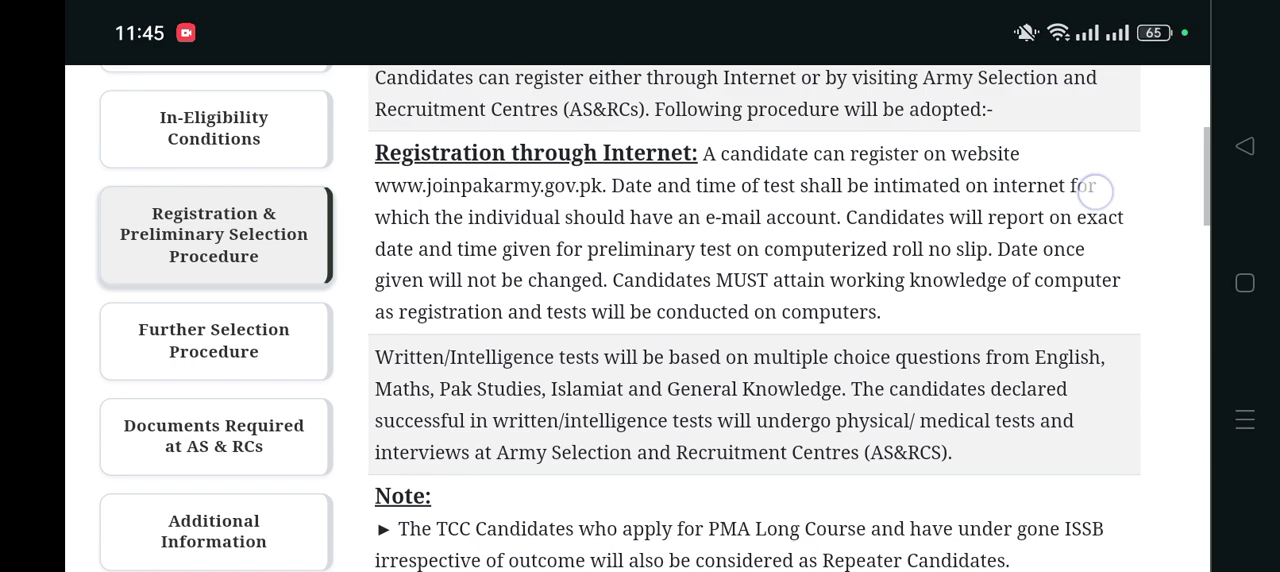 11:45
65
In-Eligibility
Conditions
Registration &
Preliminary Selection
Procedure
Further Selection
Procedure
Documents Required
at AS & RCs
Additional
Information
Candidates can register either through Internet or by visiting Army Selection and
Recruitment Centres (AS&RCs). Following procedure will be adopted:-
Registration through Internet: A candidate can register on website
www.joinpakarmy.gov.pk. Date and time of test shall be intimated on internet for
which the individual should have an e-mail account. Candidates will report on exact
date and time given for preliminary test on computerized roll no slip. Date once
given will not be changed. Candidates MUST attain working knowledge of computer
as registration and tests will be conducted on computers.
Written/Intelligence tests will be based on multiple choice questions from English,
Maths, Pak Studies, Islamiat and General Knowledge. The candidates declared
successful in written/intelligence tests will undergo physical/ medical tests and
interviews at Army Selection and Recruitment Centres (AS&RCS).
Note:
► The TCC Candidates who apply for PMA Long Course and have under gone ISSB
irrespective of outcome will also be considered as Repeater Candidates.